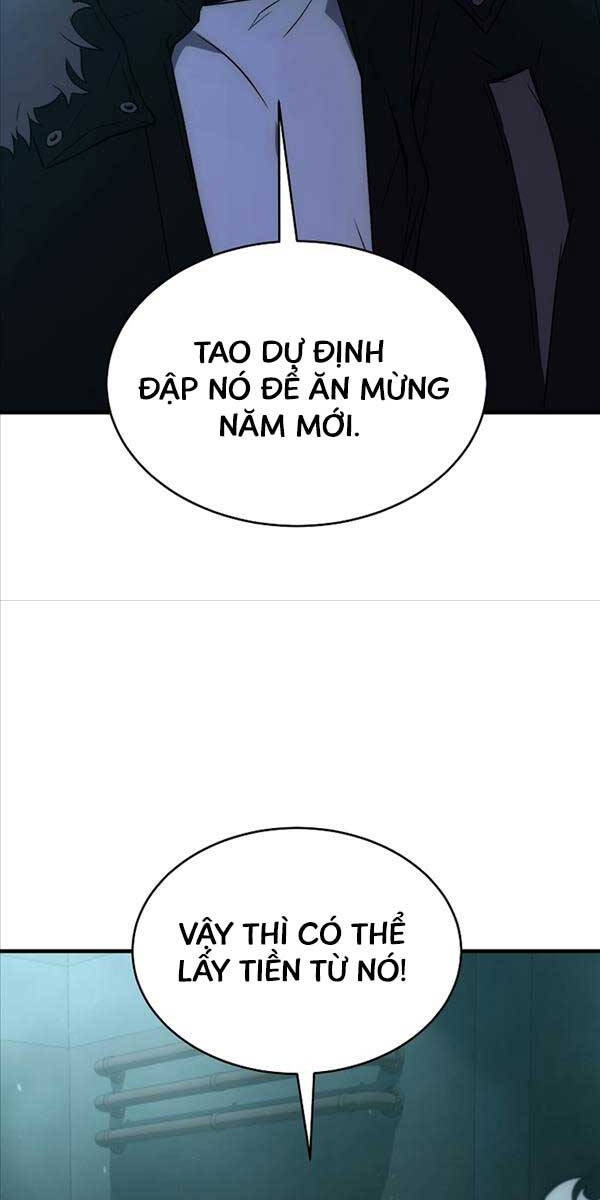 TAO DỰ ĐỊNH
ĐẬP NÓ ĐỂ ĂN MỪNG
NĂM MỚI.
VẬY THÌ CÓ THỂ
LẤY TIỀN TỪ NÓ!